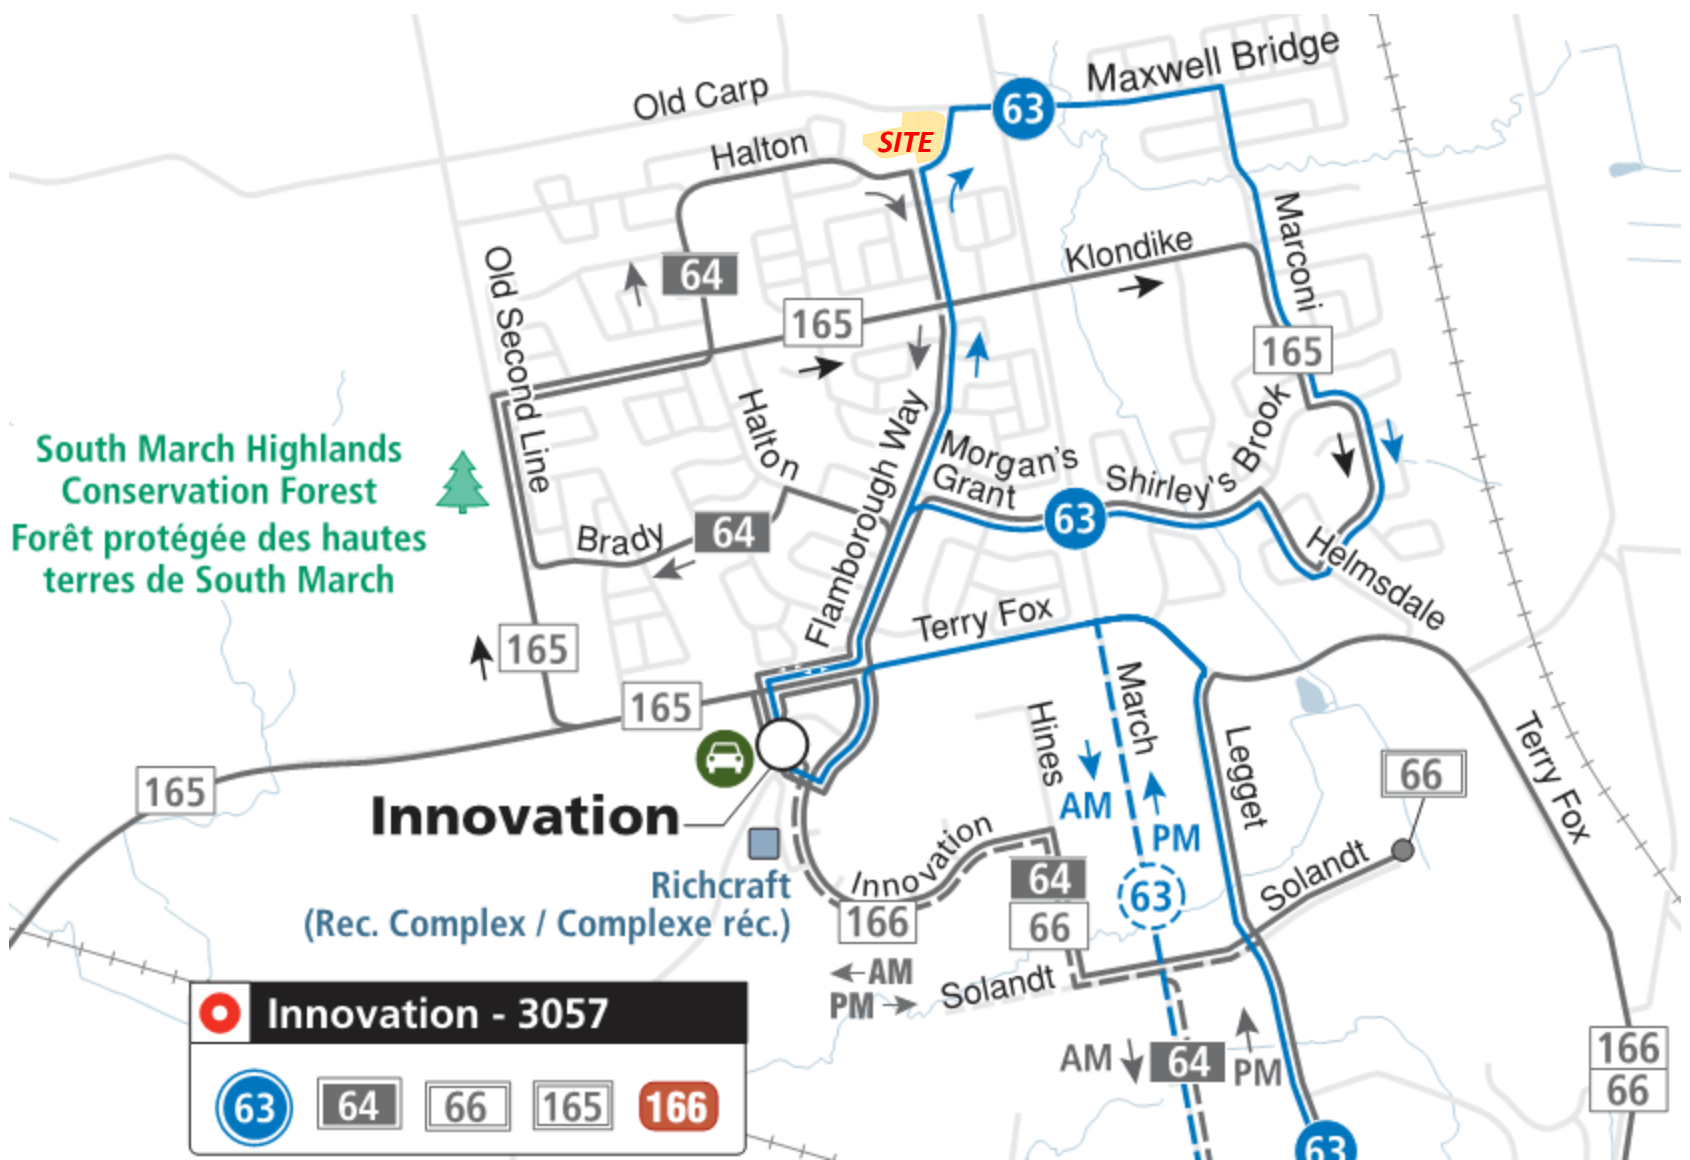 Maxwell Bridge
Old Carp
63
SITE
Halton
Marconi
Klondike
Old Second Line
64
165
165
Halton
Flamborough Way
Morgan's
Grant
Shirley's Brook
South March Highlands
Conservation Forest
Forêt protégée des hautes
terres de South March
Brady
64
63
Helmsdale
Terry Fox
165
165
March
Hines
Legget
Terry Fox
66
165
AM
PM
Innovation
Innovation
Solandt
64
63
Richcraft
(Rec. Complex / Complexe réc.)
166
66
AM
PM
Solandt
Innovation - 3057
AM
64
PM
166
66
63
64
66
165
166
63